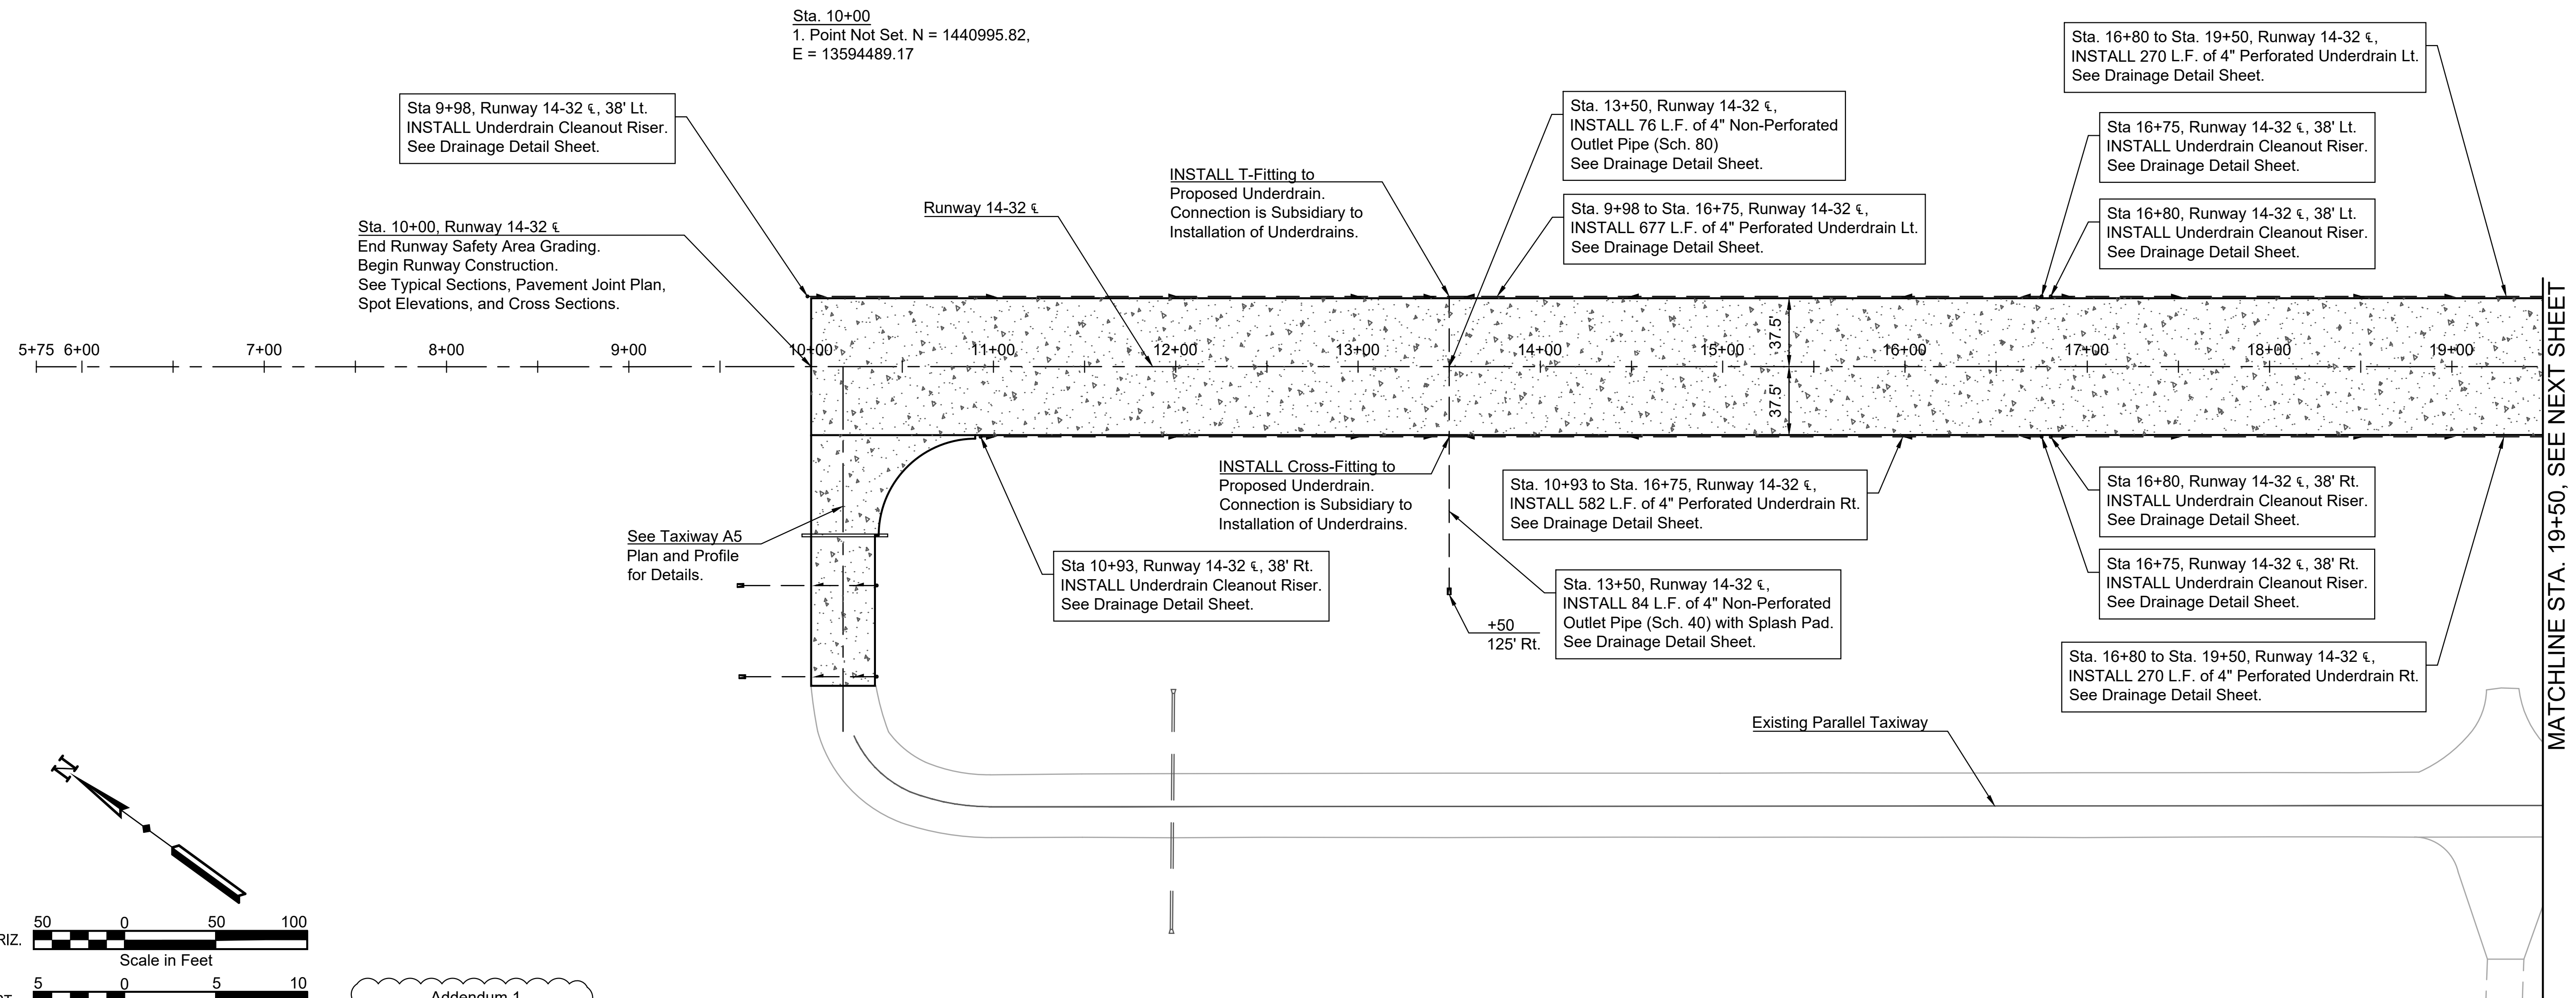 Sta. 10+00
1. Point Not Set. N = 1440995.82,
E = 13594489.17
Sta 9+98, Runway 14-32 ℄, 38' Lt.
INSTALL Underdrain Cleanout Riser.
See Drainage Detail Sheet.
Sta. 10+00, Runway 14-32 ℄
End Runway Safety Area Grading.
Begin Runway Construction.
See Typical Sections, Pavement Joint Plan,
Spot Elevations, and Cross Sections.
Runway 14-32 ℄
INSTALL T-Fitting to
Proposed Underdrain.
Connection is Subsidiary to
Installation of Underdrains.
Sta. 13+50, Runway 14-32 ℄,
INSTALL 76 L.F. of 4" Non-Perforated
Outlet Pipe (Sch. 80)
See Drainage Detail Sheet.
Sta. 9+98 to Sta. 16+75, Runway 14-32 ℄,
INSTALL 677 L.F. of 4" Perforated Underdrain Lt.
See Drainage Detail Sheet.
Sta. 16+80 to Sta. 19+50, Runway 14-32 ℄,
INSTALL 270 L.F. of 4" Perforated Underdrain Lt.
See Drainage Detail Sheet.
Sta 16+75, Runway 14-32 ℄, 38' Lt.
INSTALL Underdrain Cleanout Riser.
See Drainage Detail Sheet.
Sta 16+80, Runway 14-32 ℄, 38' Lt.
INSTALL Underdrain Cleanout Riser.
See Drainage Detail Sheet.
5+75 6+00 7+00 8+00 9+00 10+00 11+00 12+00 13+00 14+00 15+00 16+00 17+00 18+00 19+00
37.5'
37.5'
MATCHLINE STA. 19+50, SEE NEXT SHEET
See Taxiway A5
Plan and Profile
for Details.
Sta 10+93, Runway 14-32 ℄, 38' Rt.
INSTALL Underdrain Cleanout Riser.
See Drainage Detail Sheet.
INSTALL Cross-Fitting to
Proposed Underdrain.
Connection is Subsidiary to
Installation of Underdrains.
+50
125' Rt.
Sta. 10+93 to Sta. 16+75, Runway 14-32 ℄,
INSTALL 582 L.F. of 4" Perforated Underdrain Rt.
See Drainage Detail Sheet.
Sta. 13+50, Runway 14-32 ℄,
INSTALL 84 L.F. of 4" Non-Perforated
Outlet Pipe (Sch. 40) with Splash Pad.
See Drainage Detail Sheet.
Sta 16+80, Runway 14-32 ℄, 38' Rt.
INSTALL Underdrain Cleanout Riser.
See Drainage Detail Sheet.
Sta 16+75, Runway 14-32 ℄, 38' Rt.
INSTALL Underdrain Cleanout Riser.
See Drainage Detail Sheet.
Sta. 16+80 to Sta. 19+50, Runway 14-32 ℄,
INSTALL 270 L.F. of 4" Perforated Underdrain Rt.
See Drainage Detail Sheet.
Existing Parallel Taxiway
N
50 0 50 100
RIZ.
Scale in Feet
5 0 5 10
Addendum 1